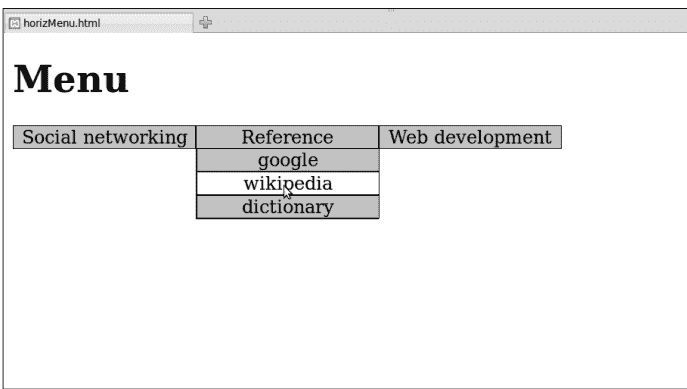 horizMenu.html
Menu
Social networking Reference Web development
google
wikipedia
dictionary